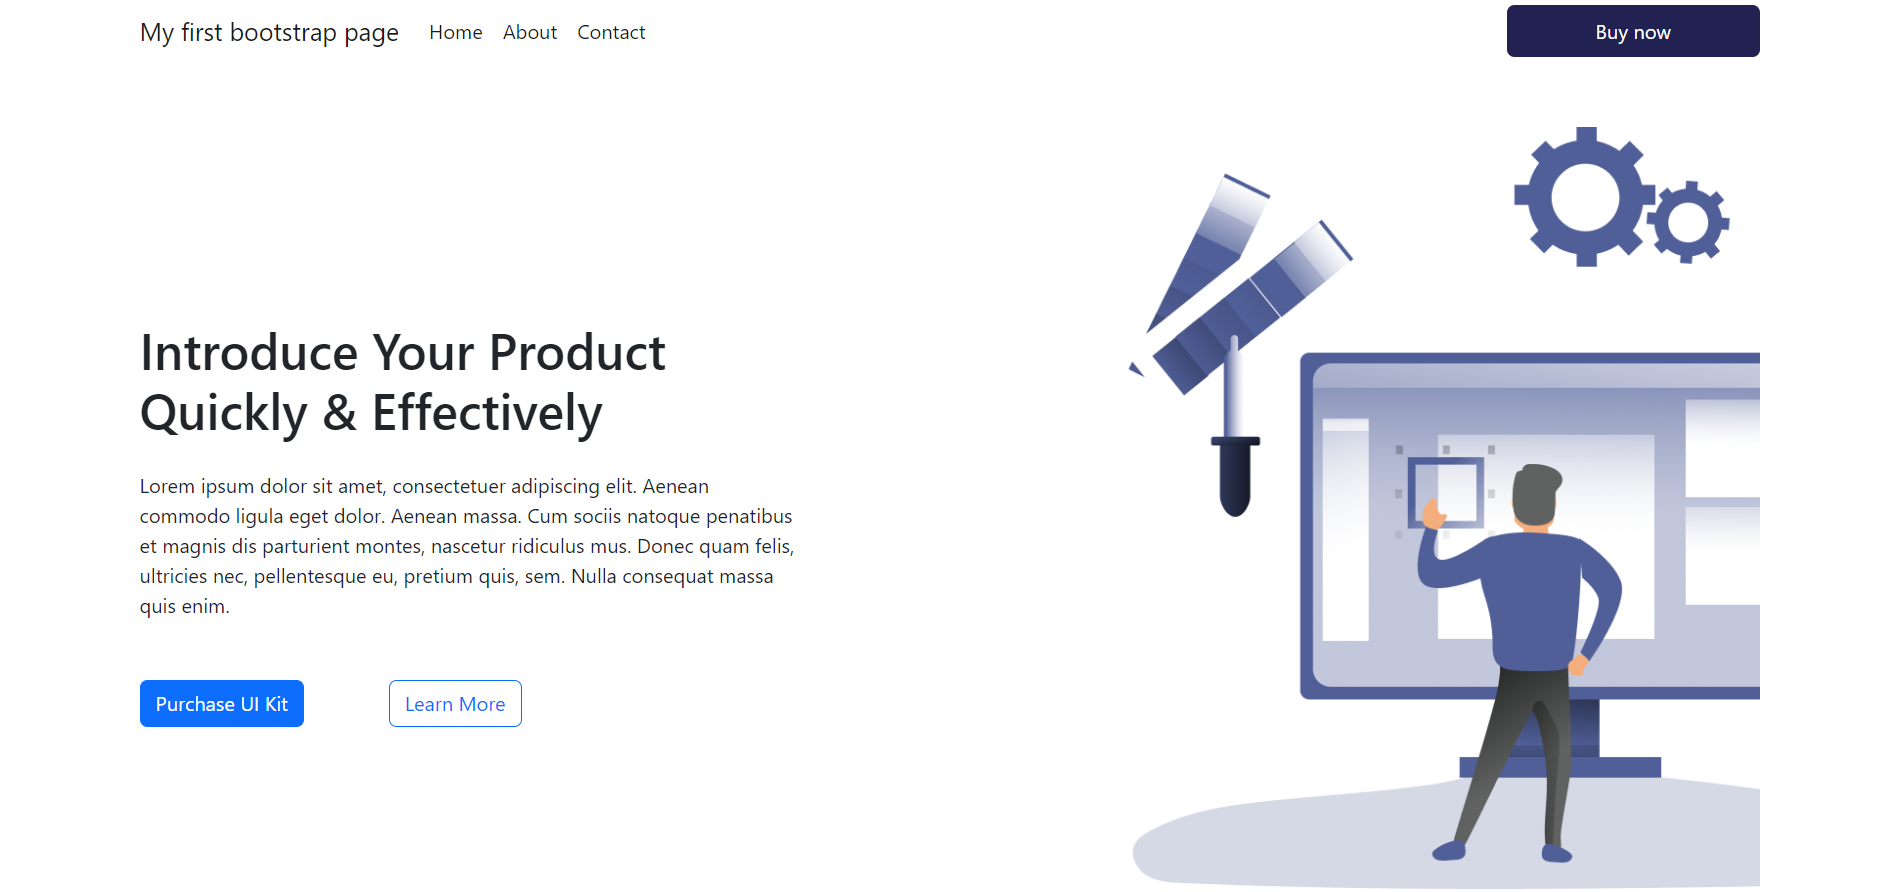 My first bootstrap page Home About Contact Buy now
Introduce Your Product
Quickly & Effectively
Lorem ipsum dolor sit amet, consectetuer adipiscing elit. Aenean
commodo ligula eget dolor. Aenean massa. Cum sociis natoque penatibus
et magnis dis parturient montes, nascetur ridiculus mus. Donec quam felis,
ultricies nec, pellentesque eu, pretium quis, sem. Nulla consequat massa
quis enim.
Purchase UI Kit Learn More